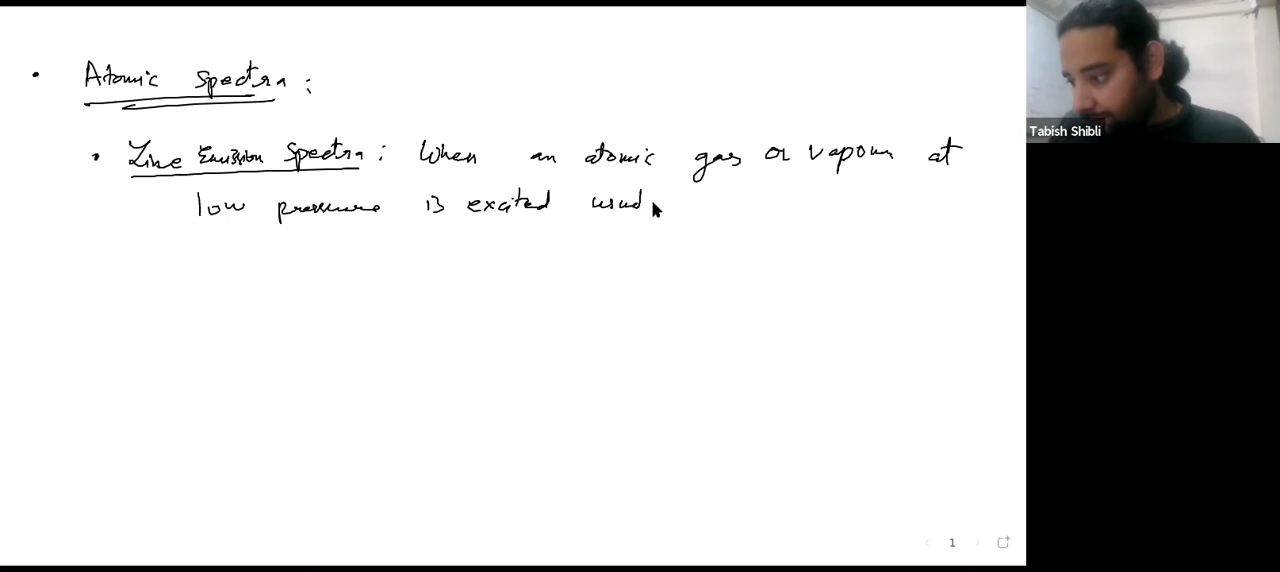 • Atomic Spectra :
• Line Emission Spectra : When an atomic gas or vapour at
low pressure is excited usual
Tabish Shibli
1